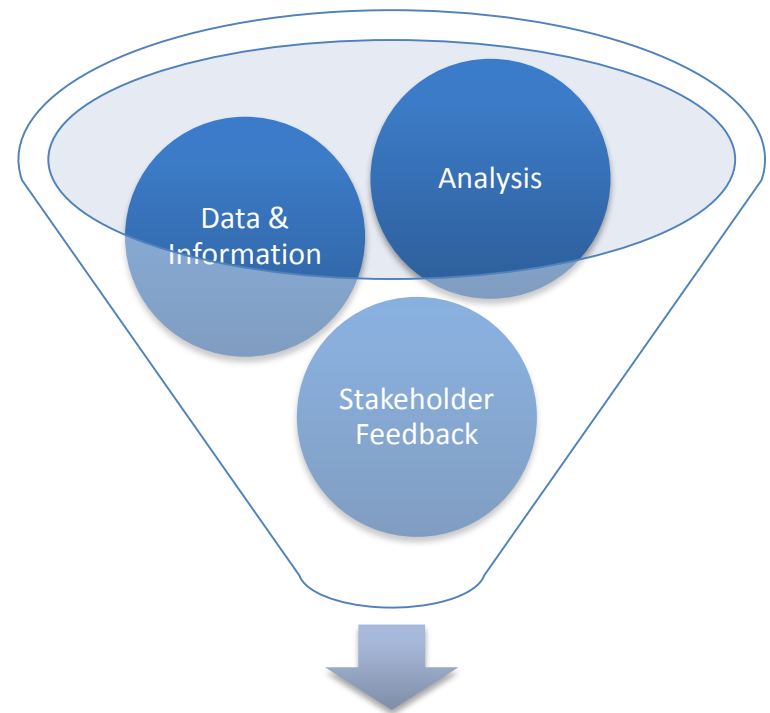 Analysis
Data &
Information
Stakeholder
Feedback